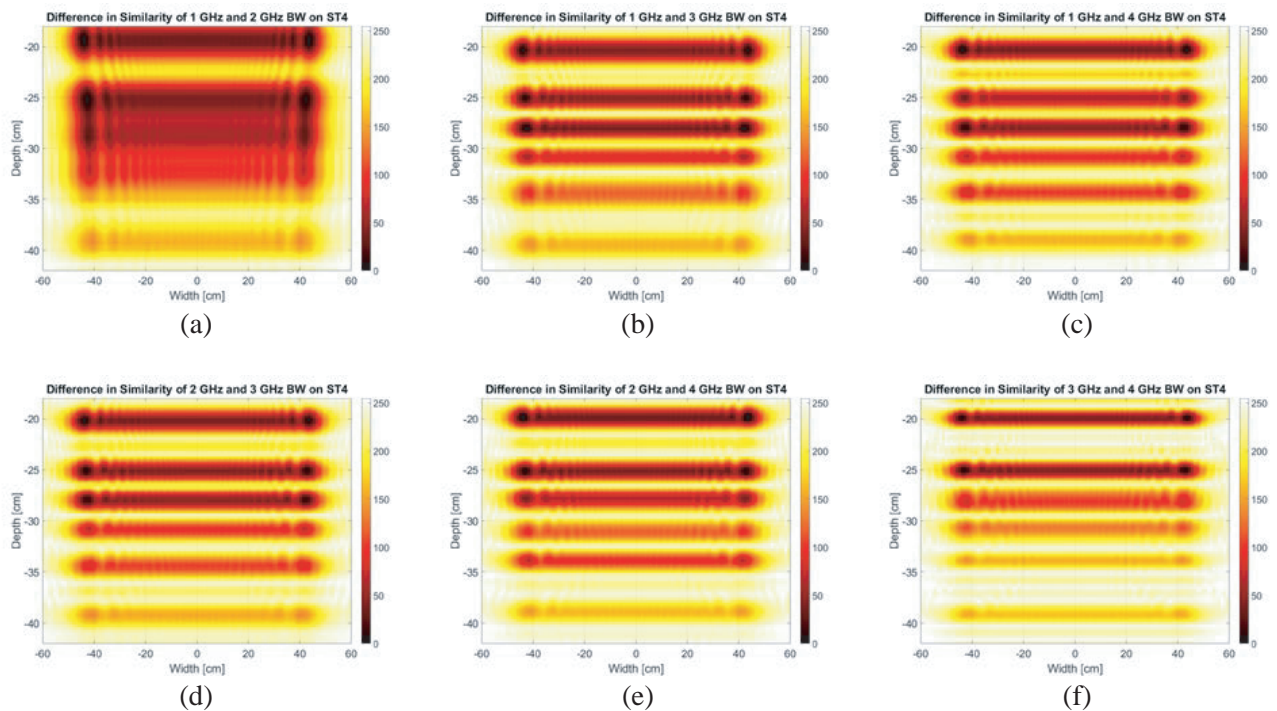 Difference in Similarity of 1 GHz and 2 GHz BW on ST4
Difference in Similarity of 1 GHz and 3 GHz BW on ST4
Difference in Similarity of 1 GHz and 4 GHz BW on ST4
-20
-25
-30
-35
-40
Depth [cm]
-60 -40 -20 0 20 40 60
Width [cm]
250
200
150
100
50
0
-20
-25
-30
-35
-40
Depth [cm]
-60 -40 -20 0 20 40 60
Width [cm]
250
200
150
100
50
0
-20
-25
-30
-35
-40
Depth [cm]
-60 -40 -20 0 20 40 60
Width [cm]
250
200
150
100
50
0
(a)
(b)
(c)
Difference in Similarity of 2 GHz and 3 GHz BW on ST4
Difference in Similarity of 2 GHz and 4 GHz BW on ST4
Difference in Similarity of 3 GHz and 4 GHz BW on ST4
-20
-25
-30
-35
-40
Depth [cm]
-60 -40 -20 0 20 40 60
Width [cm]
250
200
150
100
50
0
-20
-25
-30
-35
-40
Depth [cm]
-60 -40 -20 0 20 40 60
Width [cm]
250
200
150
100
50
0
-20
-25
-30
-35
-40
Depth [cm]
-60 -40 -20 0 20 40 60
Width [cm]
250
200
150
100
50
0
(d)
(e)
(f)